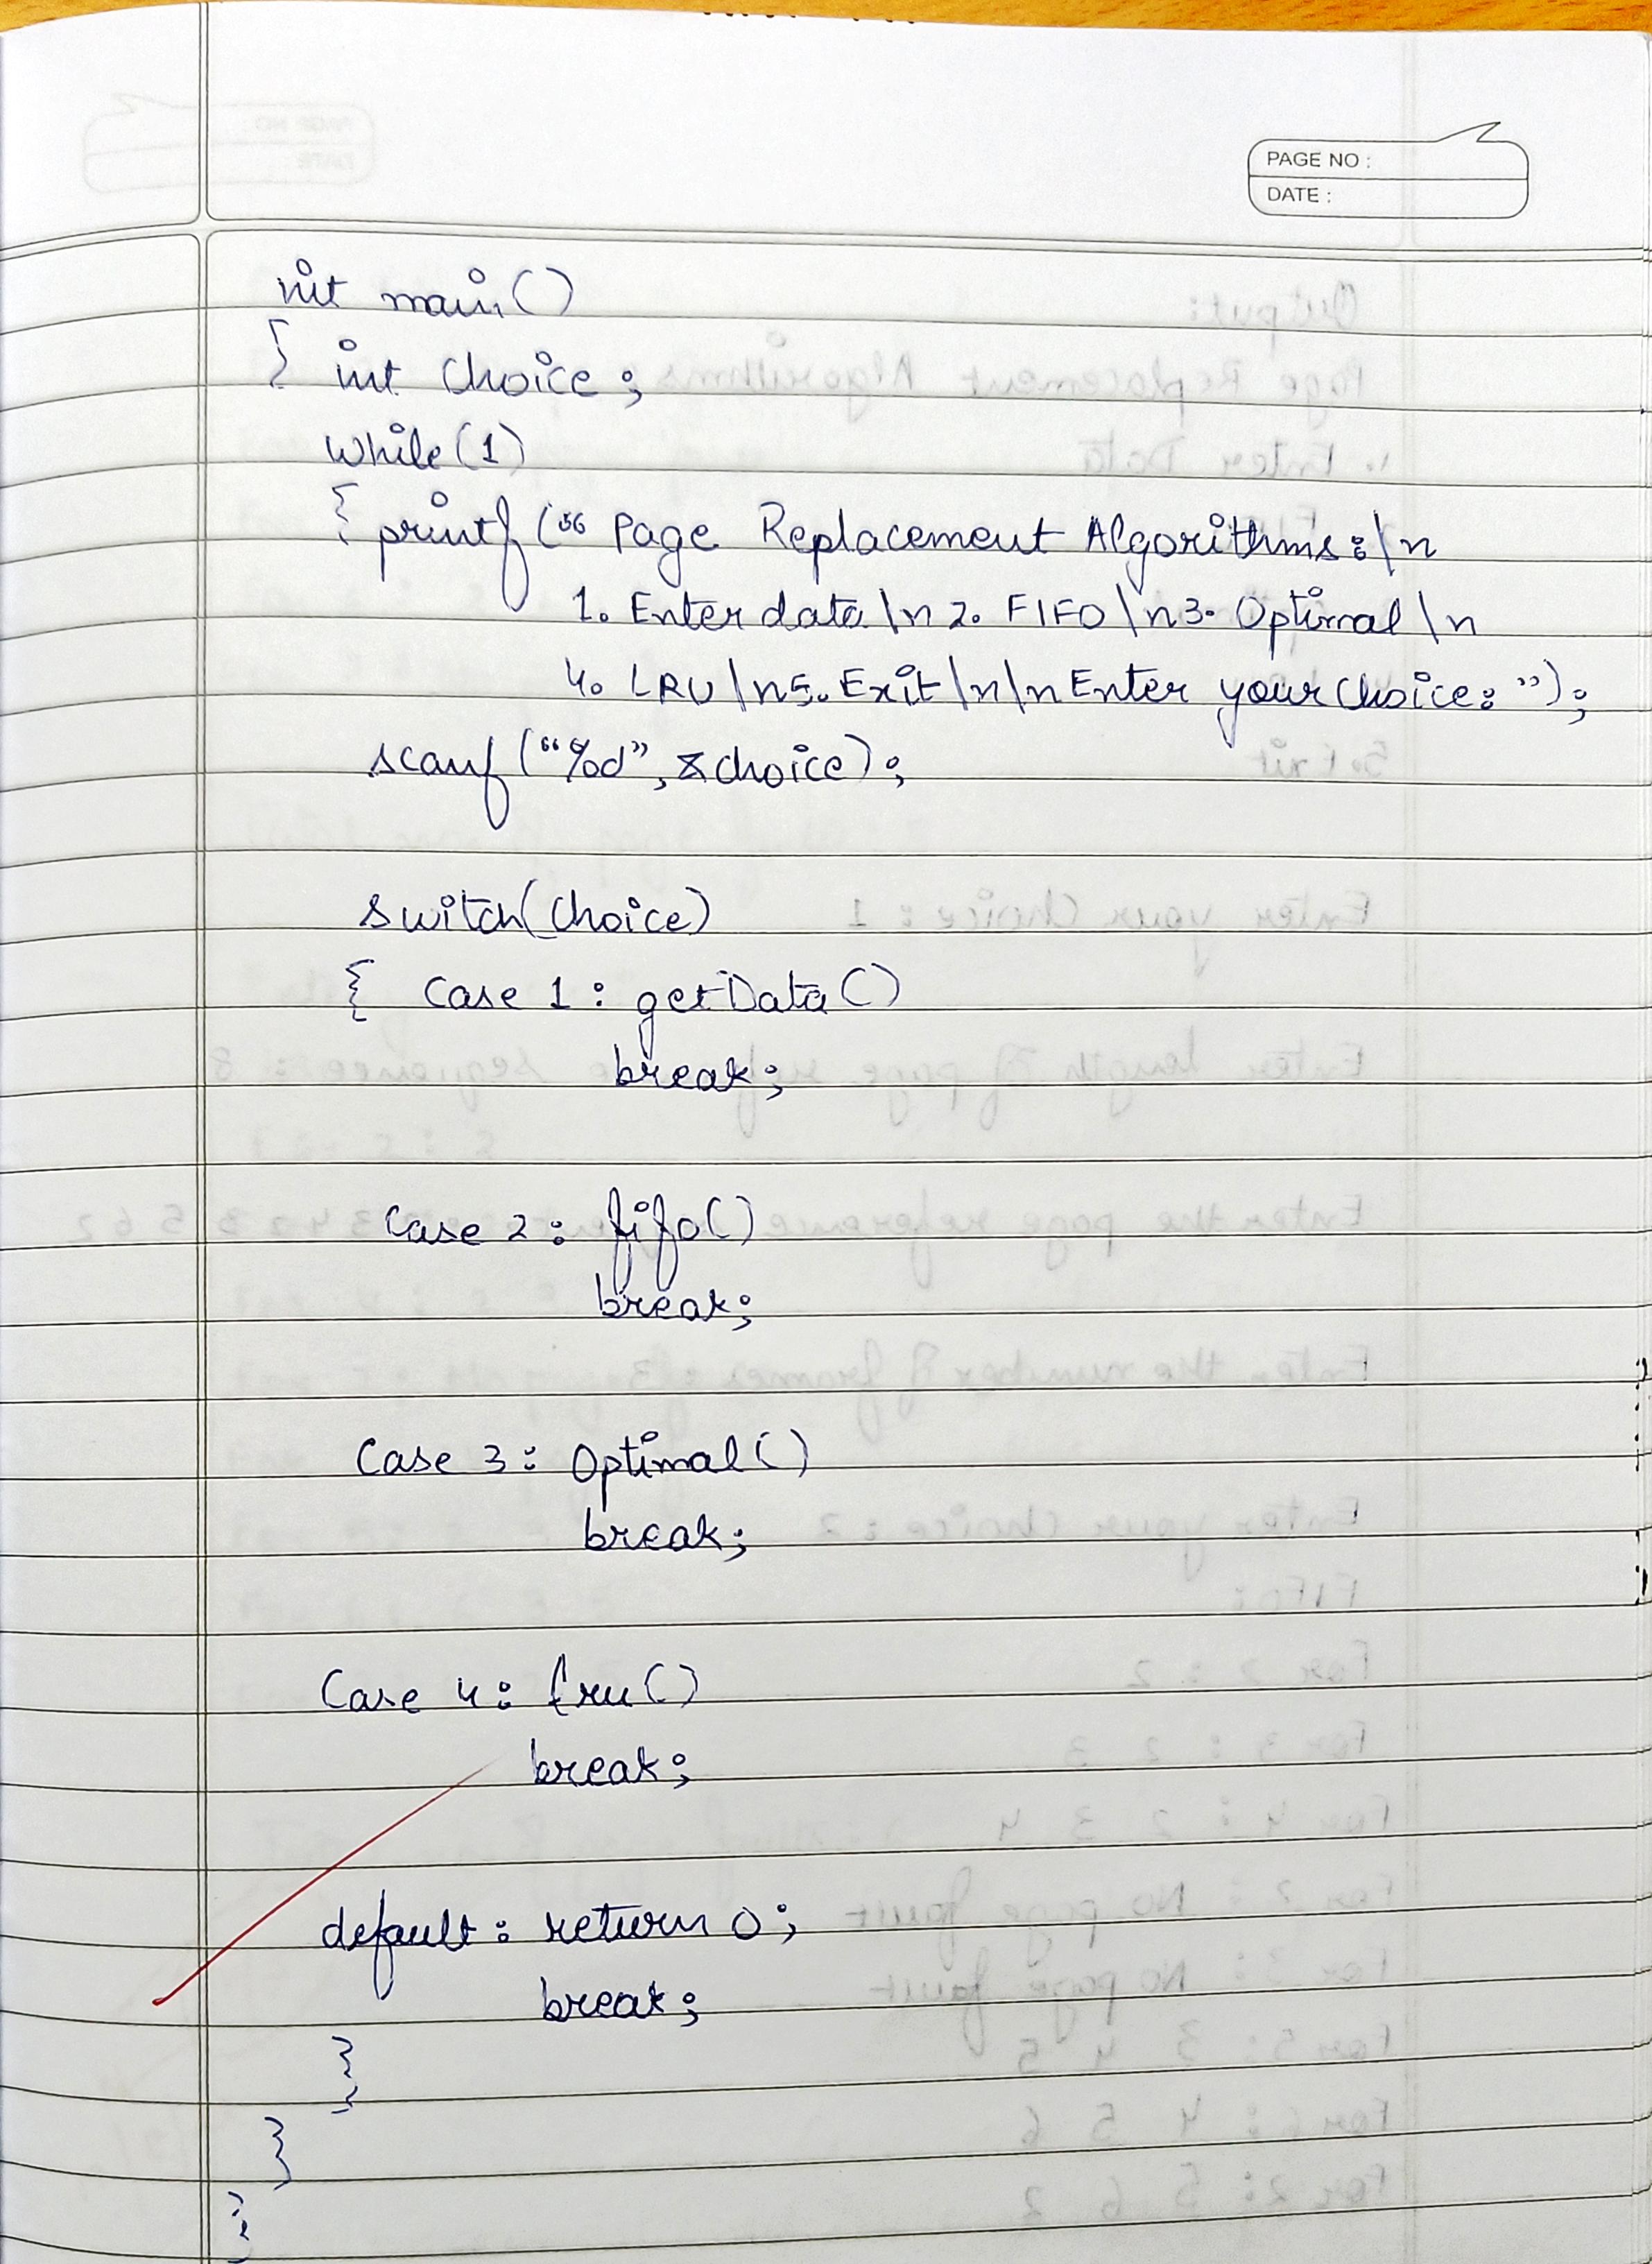 PAGE NO :
DATE :
int main()
{ int choice;
while(1)
{ printf (" Page Replacement Algorithms:\n
1. Enter data \n 2. FIFO \n 3. Optimal \n
4. LRU \n 5. Exit \n\n Enter your choice: ");
scanf ("%d", &choice);
switch(choice)
{ case 1 : getData()
break;
case 2 : fifo()
break;
case 3 : Optimal()
break;
Case 4 : lru()
break;
default : return 0;
break;
}
}
}